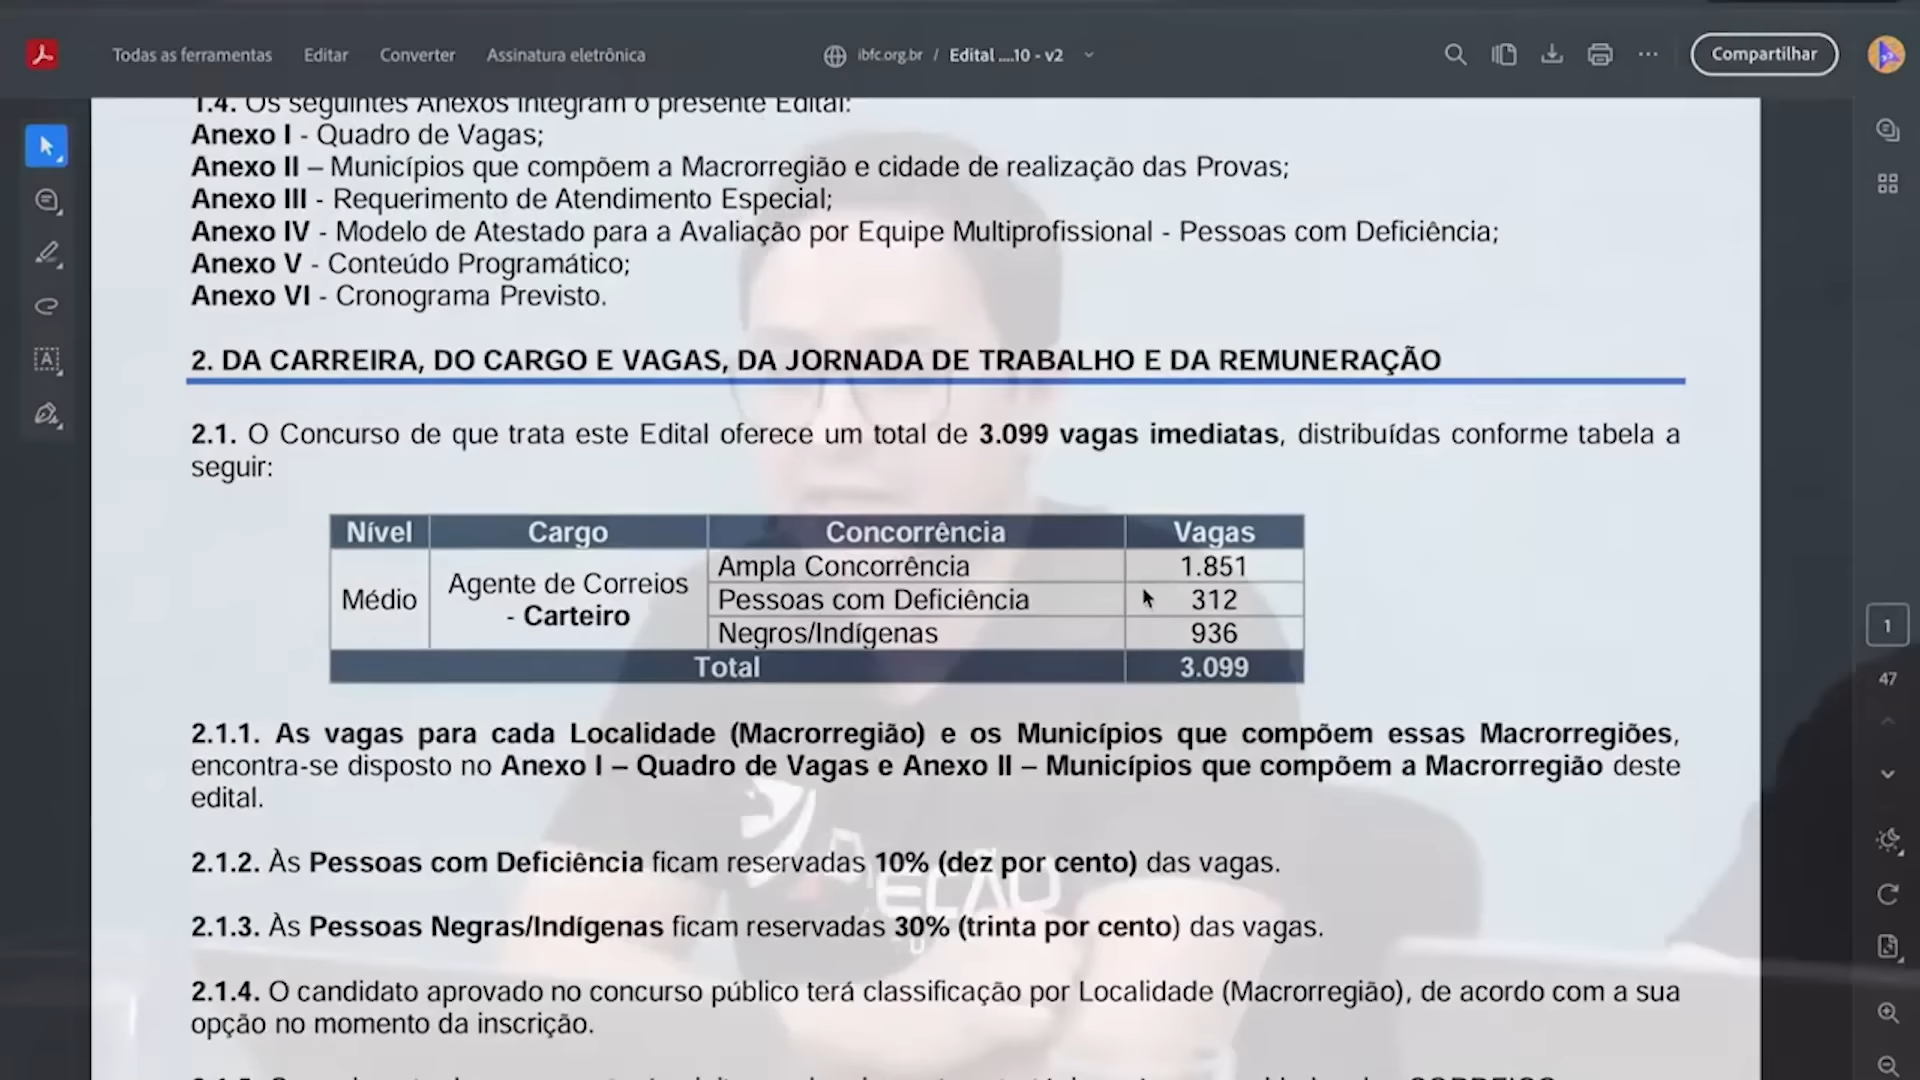 Todas as ferramentas Editar Converter Assinatura eletrônica ibfc.org.br / Edital ....10 - v2 Compartilhar
1.4. Os seguintes Anexos integram o presente Edital:
Anexo I - Quadro de Vagas;
Anexo II – Municípios que compõem a Macrorregião e cidade de realização das Provas;
Anexo III - Requerimento de Atendimento Especial;
Anexo IV - Modelo de Atestado para a Avaliação por Equipe Multiprofissional - Pessoas com Deficiência;
Anexo V - Conteúdo Programático;
Anexo VI - Cronograma Previsto.
2. DA CARREIRA, DO CARGO E VAGAS, DA JORNADA DE TRABALHO E DA REMUNERAÇÃO
2.1. O Concurso de que trata este Edital oferece um total de 3.099 vagas imediatas, distribuídas conforme tabela a
seguir:
Nível Cargo Concorrência Vagas
Médio Agente de Correios
- Carteiro
Ampla Concorrência 1.851
Pessoas com Deficiência 312
Negros/Indígenas 936
Total 3.099
2.1.1. As vagas para cada Localidade (Macrorregião) e os Municípios que compõem essas Macrorregiões,
encontra-se disposto no Anexo I – Quadro de Vagas e Anexo II – Municípios que compõem a Macrorregião deste
edital.
2.1.2. Às Pessoas com Deficiência ficam reservadas 10% (dez por cento) das vagas.
2.1.3. Às Pessoas Negras/Indígenas ficam reservadas 30% (trinta por cento) das vagas.
2.1.4. O candidato aprovado no concurso público terá classificação por Localidade (Macrorregião), de acordo com a sua
opção no momento da inscrição.
1
47